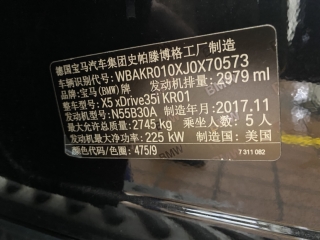 德国宝马汽车集团史帕滕博格工厂制造
车辆识别代号: WBAKR010XJ0X70573
品牌: 宝马(BMW)牌 发动机排量: 2979 ml
车型: X5 xDrive35i KR01
发动机: N55B30A 制造年月: 2017.11
最大允许总质量: 2745 kg 乘坐人数: 5 人
发动机最大净功率: 225 kW 制造国: 美国
颜色代码/色圈: 475/9
7 311 082